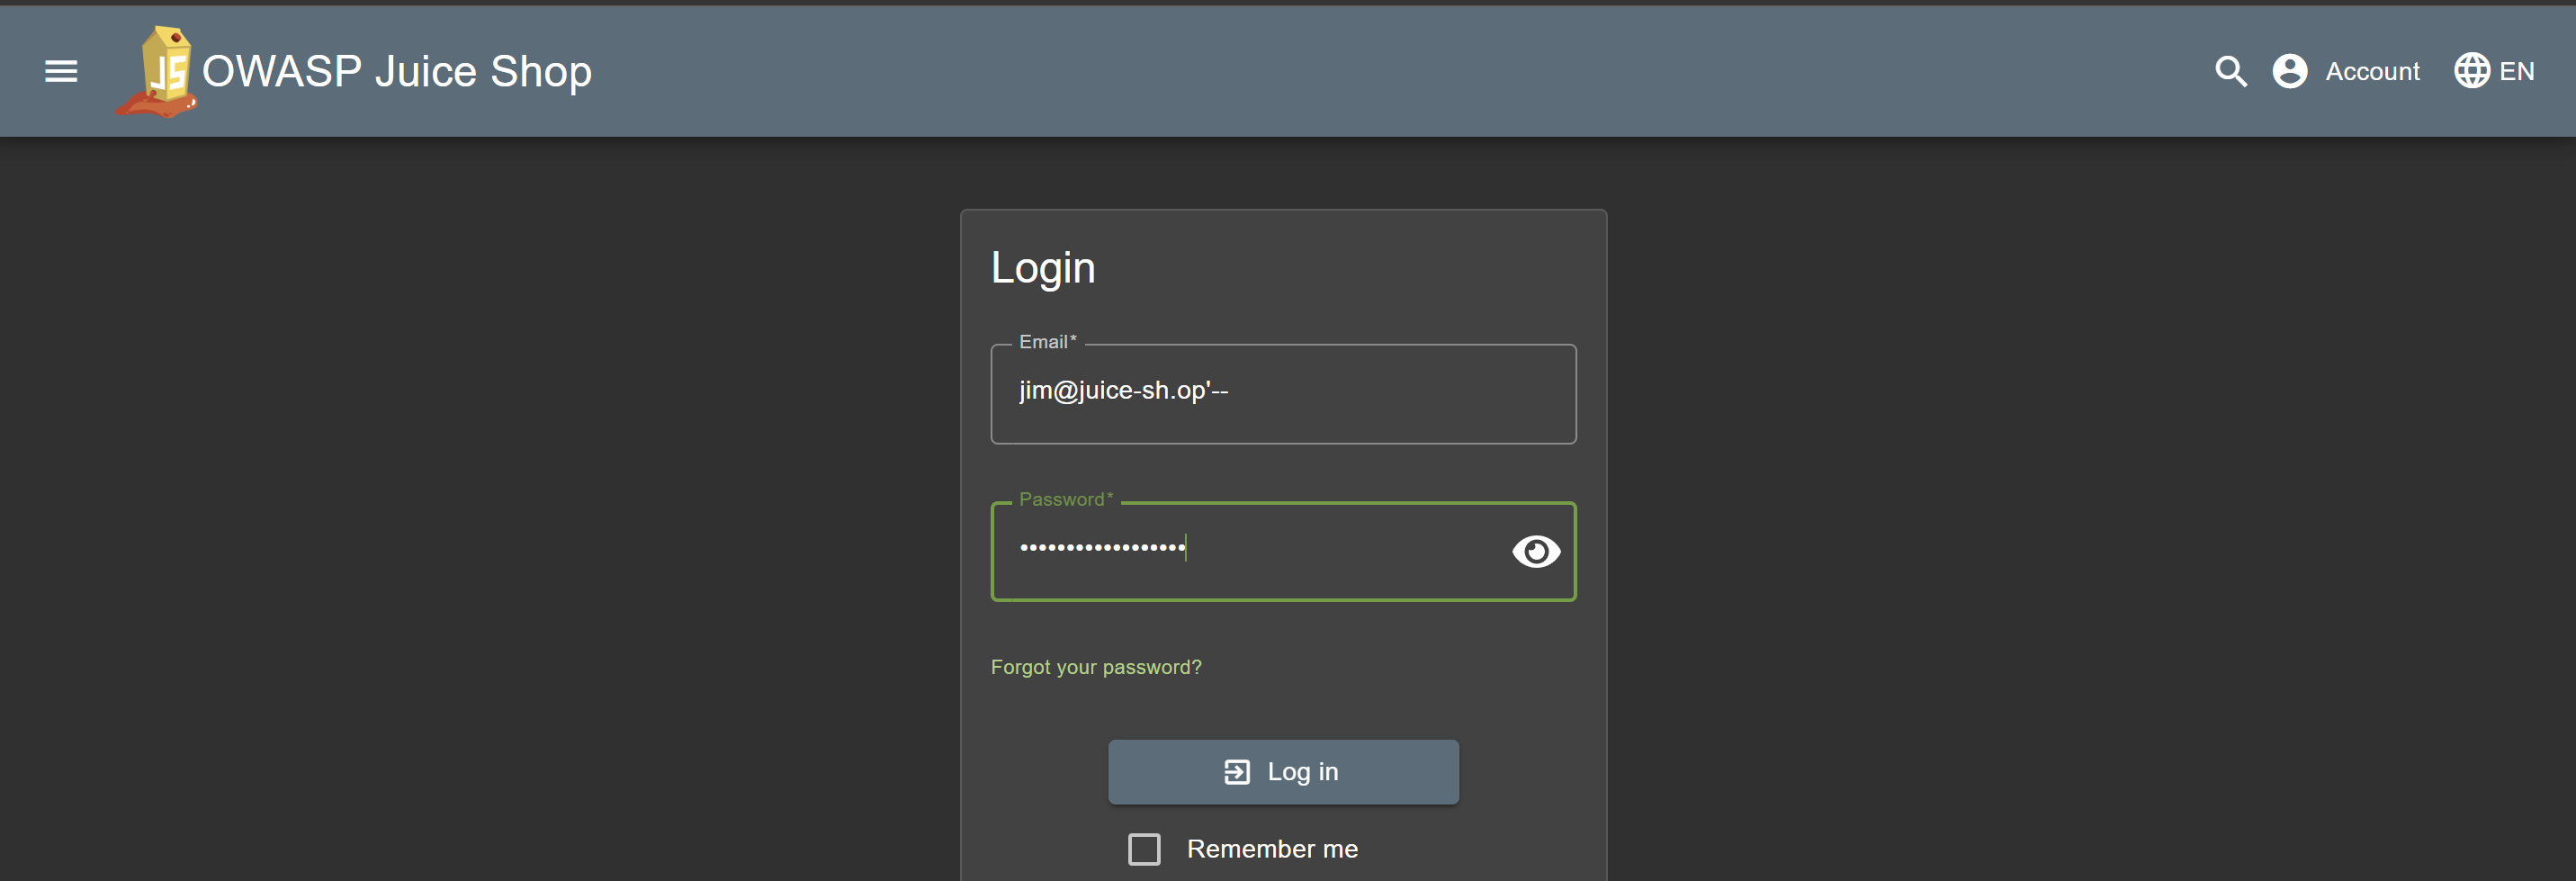 JS OWASP Juice Shop Account EN
Login
Email*
jim@juice-sh.op'--
Password*
••••••••••••••••••
Forgot your password?
Log in
Remember me